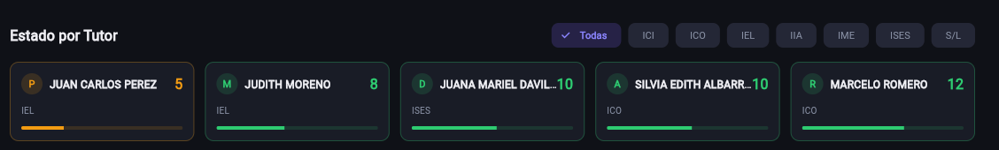 Estado por Tutor
✓ Todas ICI ICO IEL IIA IME ISES S/L
P JUAN CARLOS PEREZ 5
IEL
M JUDITH MORENO 8
IEL
D JUANA MARIEL DAVIL... 10
ISES
A SILVIA EDITH ALBARR... 10
ICO
R MARCELO ROMERO 12
ICO